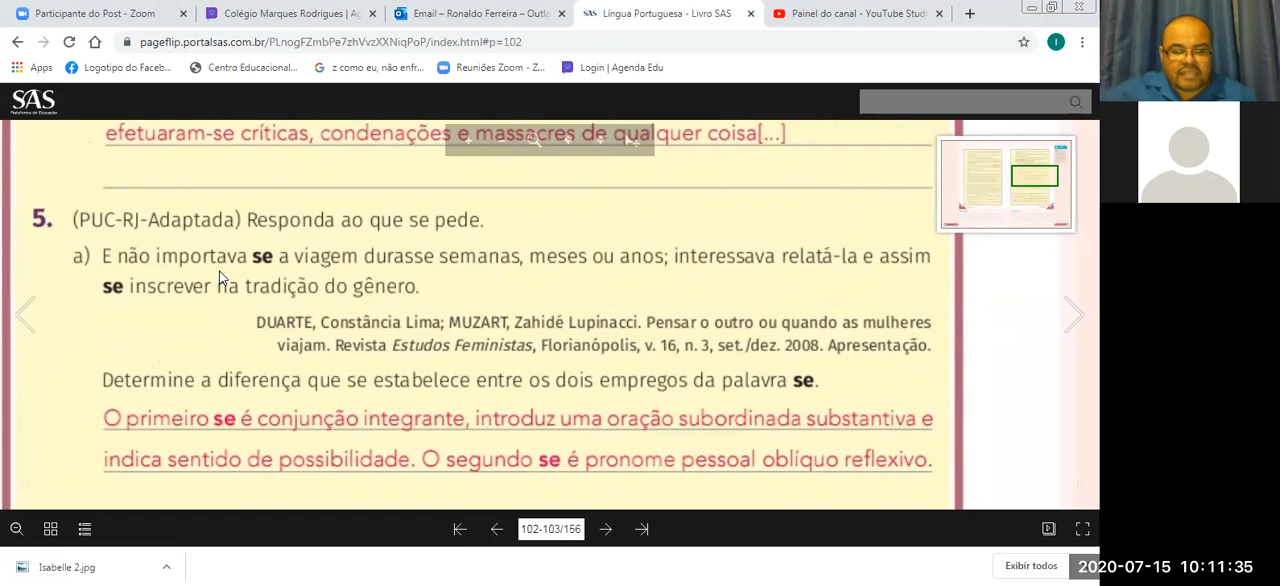 Participante do Post - Zoom
Colégio Marques Rodrigues | Ag
Email – Ronaldo Ferreira – Outlo
SAS Língua Portuguesa - Livro SAS
Painel do canal - YouTube Studi
pageflip.portalsas.com.br/PLnogFZmbPe7zhVvzXXNiqPoP/index.html#p=102
I
Apps
Logotipo do Faceb...
Centro Educacional...
z como eu, não enfr...
Reuniões Zoom - Z...
Login | Agenda Edu
SAS
Plataforma de Educação
efetuaram-se críticas, condenações e massacres de qualquer coisa[...]
5. (PUC-RJ-Adaptada) Responda ao que se pede.
a) E não importava se a viagem durasse semanas, meses ou anos; interessava relatá-la e assim
se inscrever na tradição do gênero.
DUARTE, Constância Lima; MUZART, Zahidé Lupinacci. Pensar o outro ou quando as mulheres
viajam. Revista Estudos Feministas, Florianópolis, v. 16, n. 3, set./dez. 2008. Apresentação.
Determine a diferença que se estabelece entre os dois empregos da palavra se.
O primeiro se é conjunção integrante, introduz uma oração subordinada substantiva e
indica sentido de possibilidade. O segundo se é pronome pessoal oblíquo reflexivo.
102-103/156
Isabelle 2.jpg
Exibir todos
2020-07-15 10:11:35